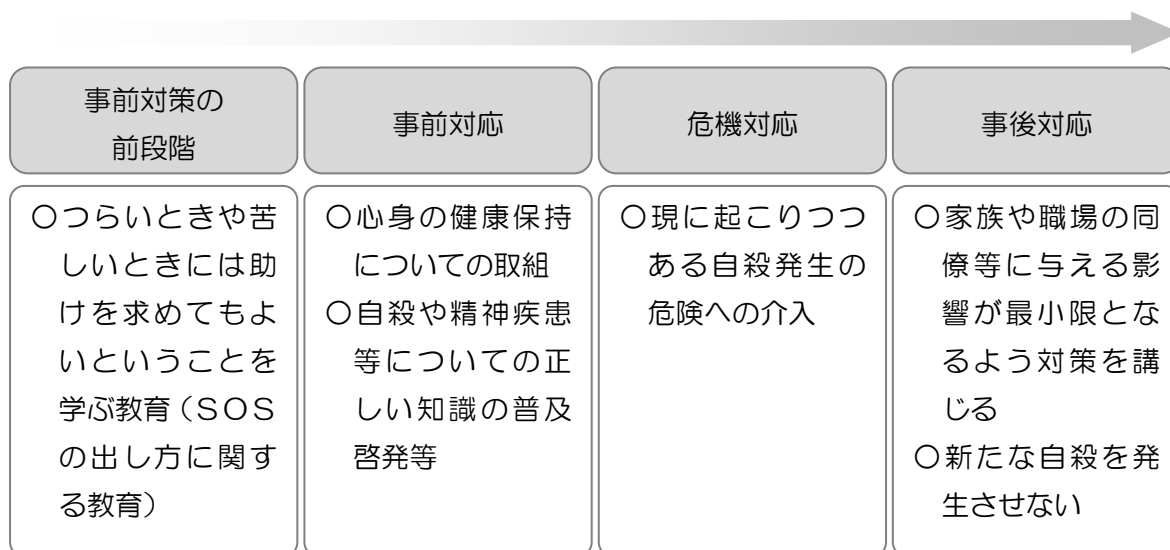 事前対策の
前段階
事前対応
危機対応
事後対応
○つらいときや苦
しいときには助
けを求めてもよ
いということを
学ぶ教育（ＳＯＳ
の出し方に関す
る教育）
○心身の健康保持
についての取組
○自殺や精神疾患
等についての正
しい知識の普及
啓発等
○現に起こりつつ
ある自殺発生の
危険への介入
○家族や職場の同
僚等に与える影
響が最小限とな
るよう対策を講
じる
○新たな自殺を発
生させない